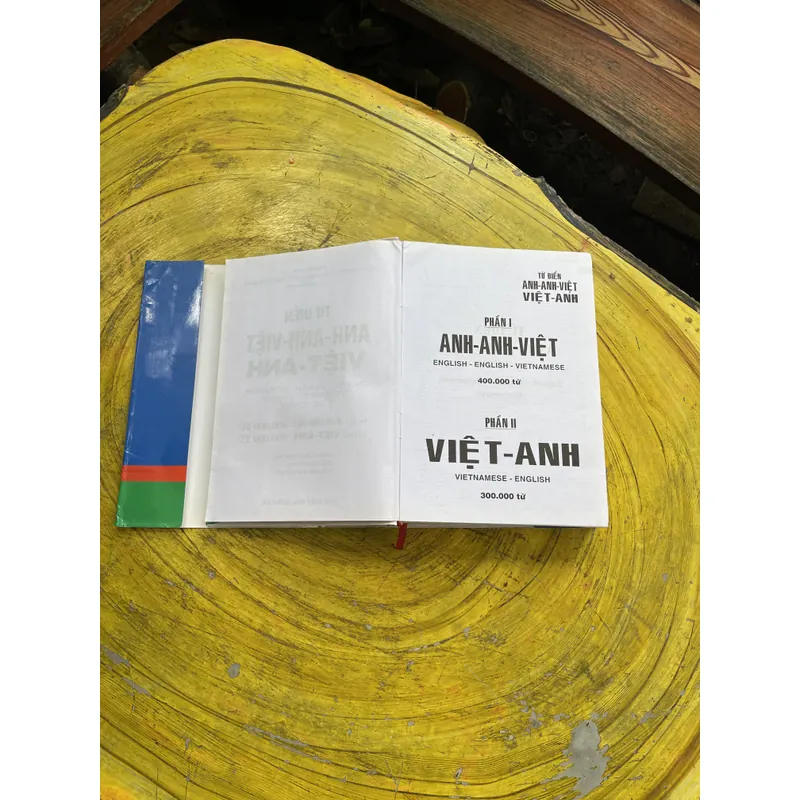 TỪ ĐIỂN
ANH-ANH-VIỆT
VIỆT-ANH
PHẦN I
ANH-ANH-VIỆT
ENGLISH - ENGLISH - VIETNAMESE
400.000 từ
PHẦN II
VIỆT-ANH
VIETNAMESE - ENGLISH
300.000 từ